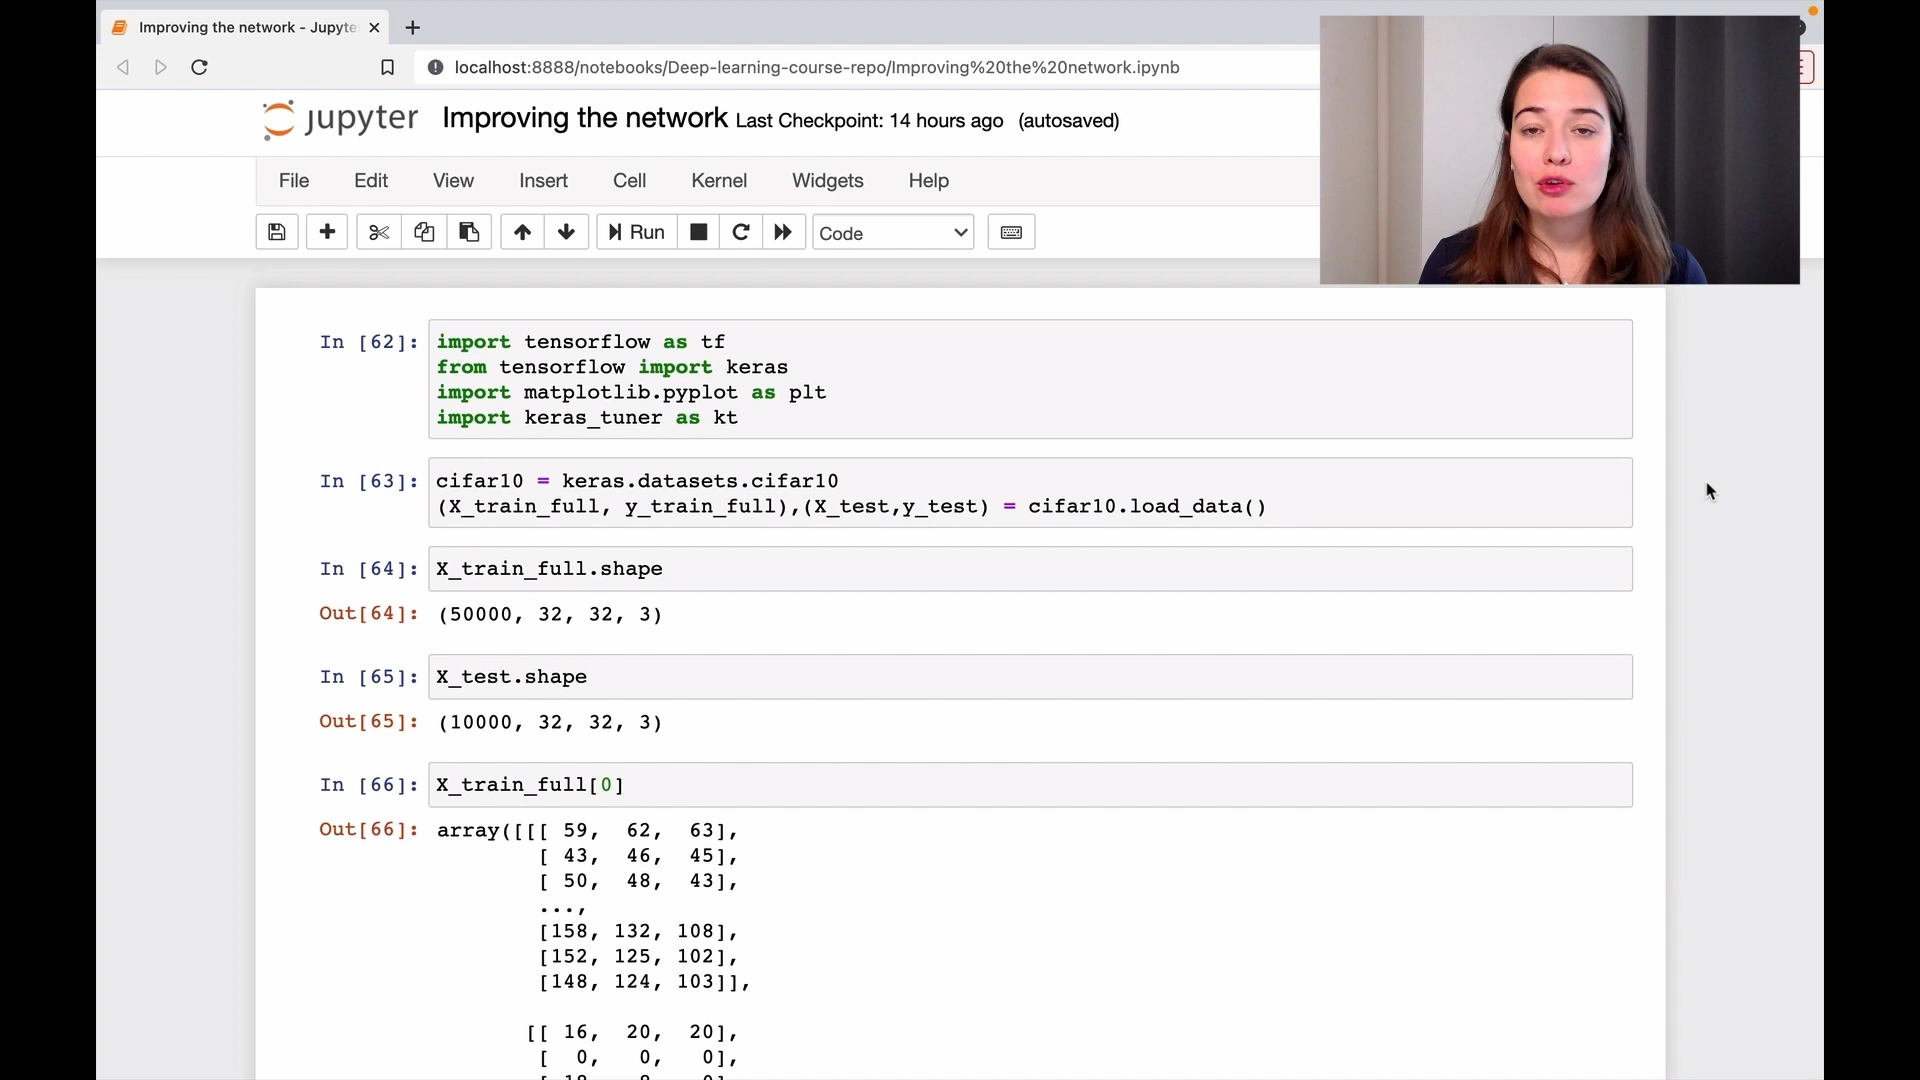 Improving the network - Jupyte
localhost:8888/notebooks/Deep-learning-course-repo/Improving%20the%20network.ipynb
jupyter Improving the network Last Checkpoint: 14 hours ago (autosaved)
File Edit View Insert Cell Kernel Widgets Help
Run Code
In [62]: import tensorflow as tf
from tensorflow import keras
import matplotlib.pyplot as plt
import keras_tuner as kt
In [63]: cifar10 = keras.datasets.cifar10
(X_train_full, y_train_full),(X_test,y_test) = cifar10.load_data()
In [64]: X_train_full.shape
Out[64]: (50000, 32, 32, 3)
In [65]: X_test.shape
Out[65]: (10000, 32, 32, 3)
In [66]: X_train_full[0]
Out[66]: array([[[ 59, 62, 63],
[ 43, 46, 45],
[ 50, 48, 43],
...,
[158, 132, 108],
[152, 125, 102],
[148, 124, 103]],
[[ 16, 20, 20],
[ 0, 0, 0],